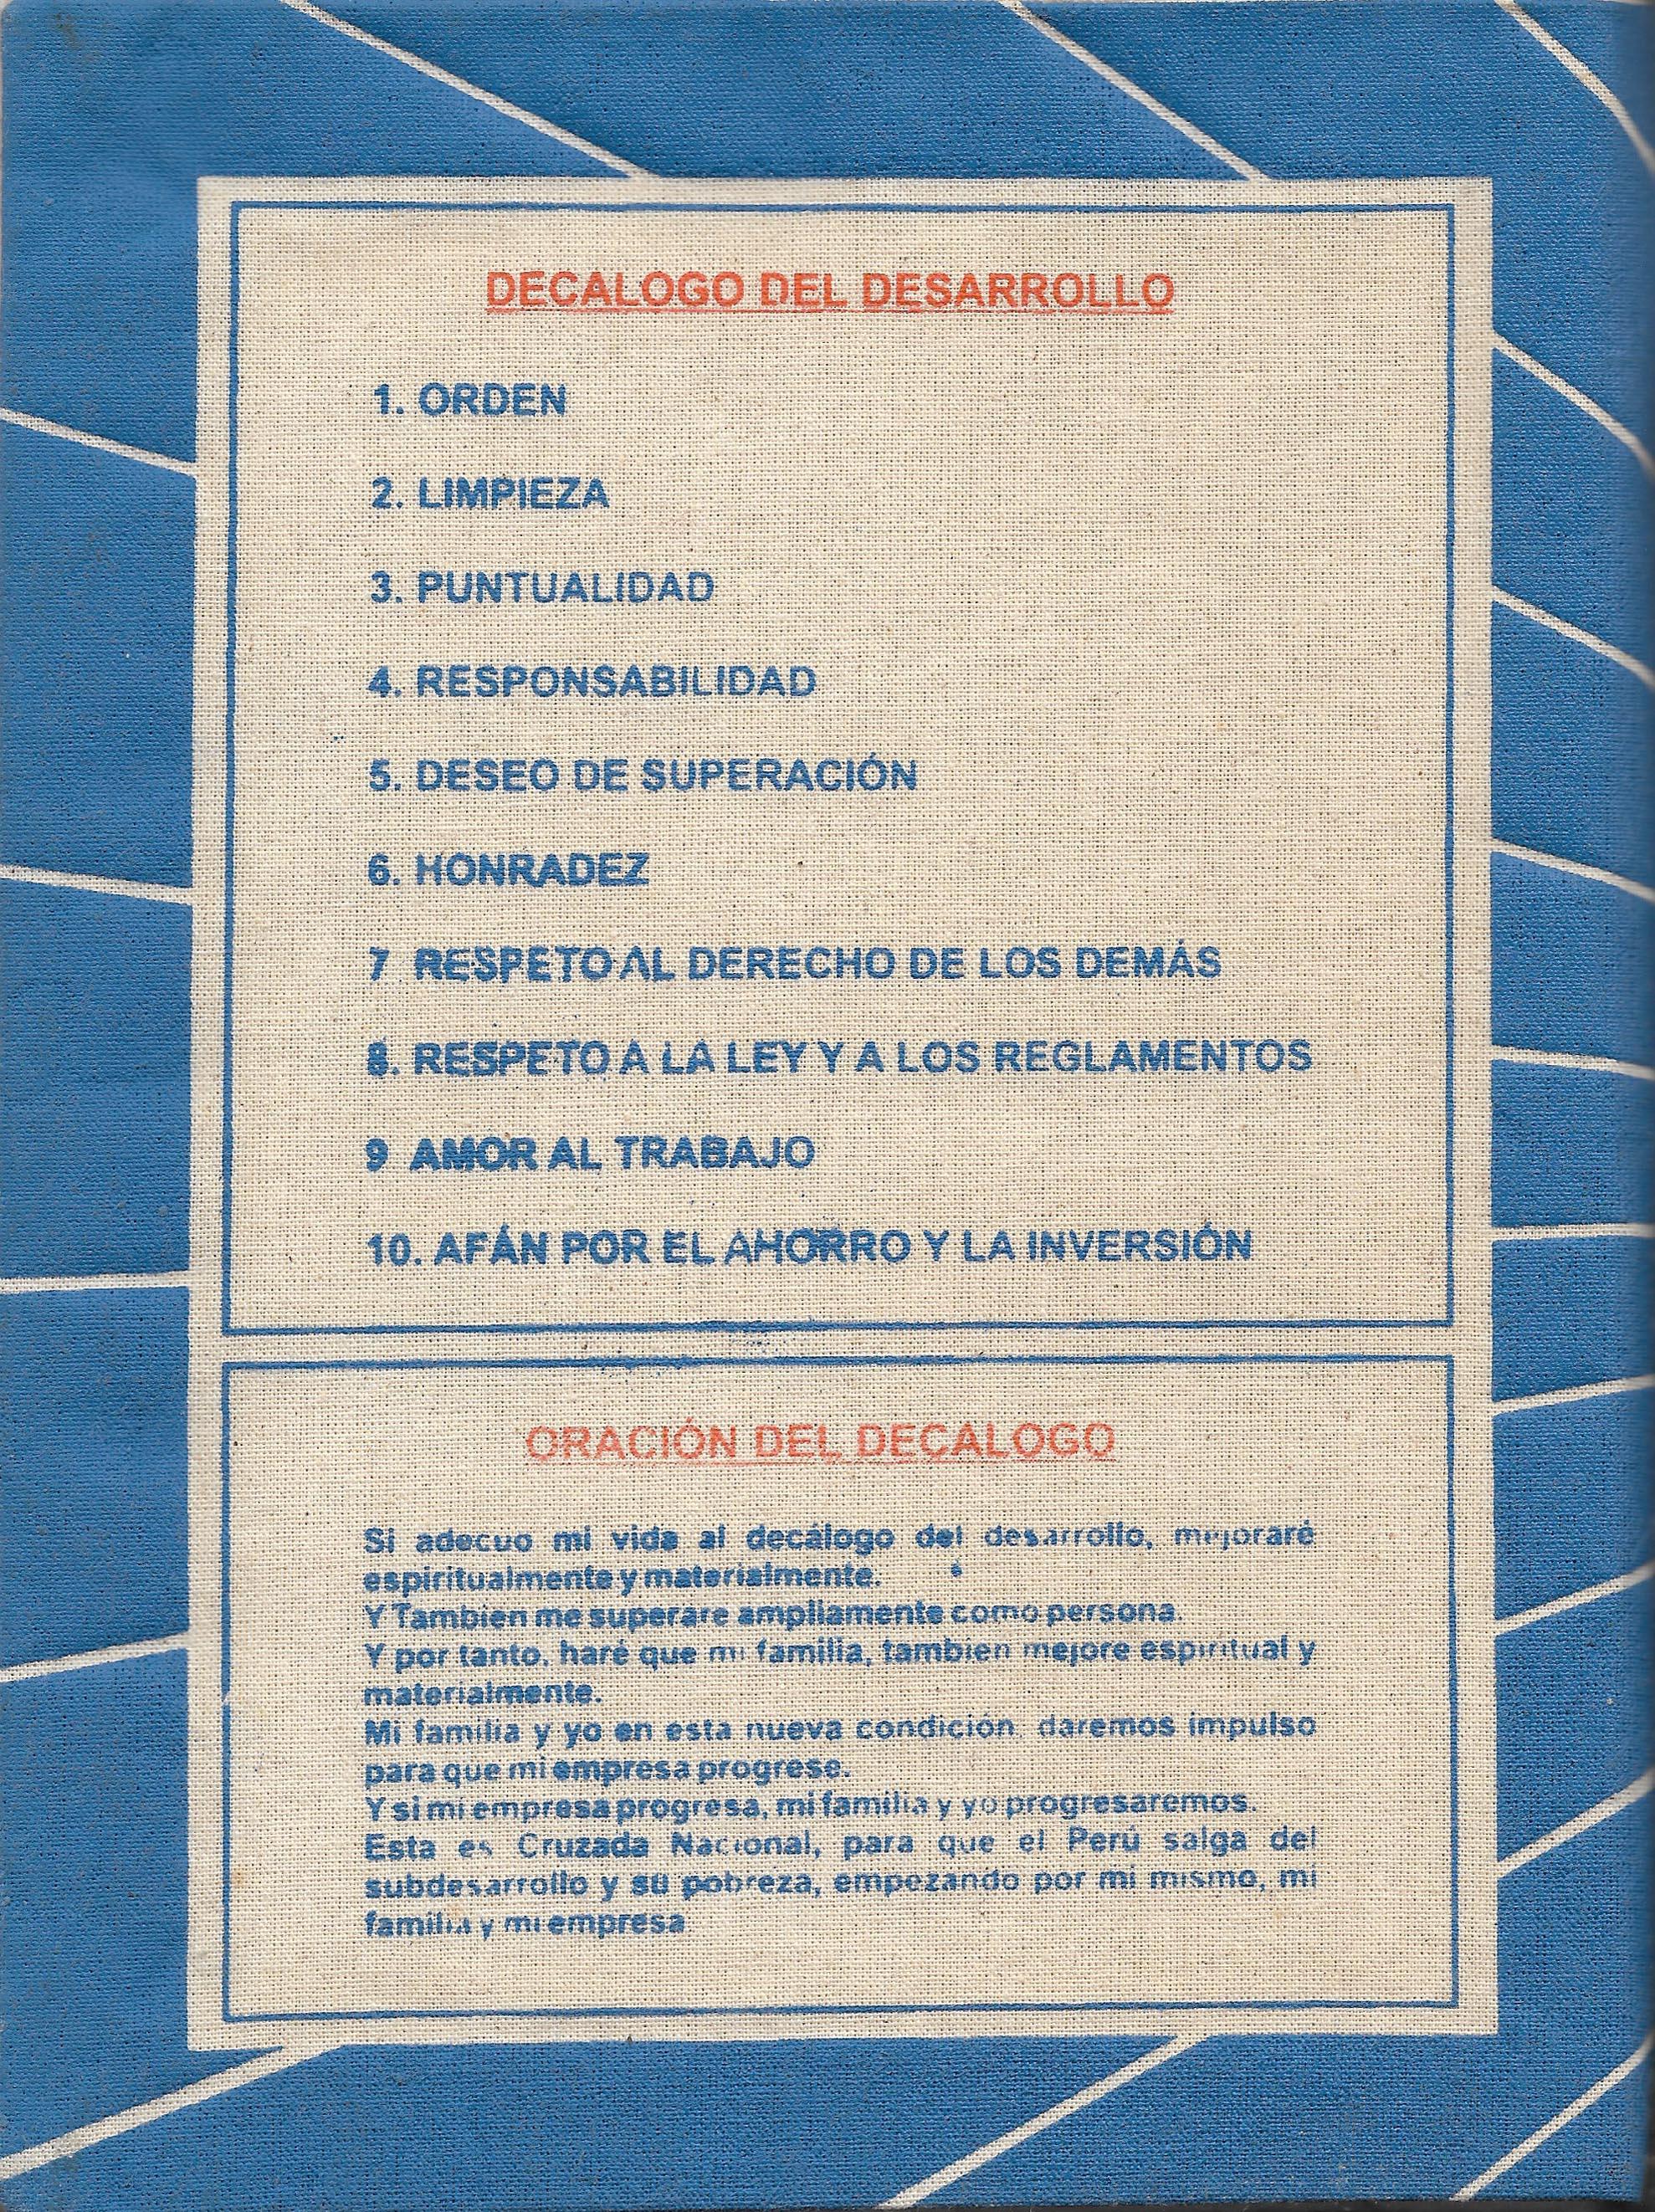 DECALOGO DEL DESARROLLO
1. ORDEN
2. LIMPIEZA
3. PUNTUALIDAD
4. RESPONSABILIDAD
5. DESEO DE SUPERACIÓN
6. HONRADEZ
7 RESPETO AL DERECHO DE LOS DEMÁS
8. RESPETO A LA LEY Y A LOS REGLAMENTOS
9 AMOR AL TRABAJO
10. AFÁN POR EL AHORRO Y LA INVERSIÓN
ORACIÓN DEL DECALOGO
Si adecuo mi vida al decálogo del desarrollo, mejoraré
espiritualmente y materialmente.
Y Tambien me superare ampliamente como persona.
Y por tanto, haré que mi familia, tambien mejore espiritual y
materialmente.
Mi familia y yo en esta nueva condición, daremos impulso
para que mi empresa progrese.
Y si mi empresa progresa, mi familia y yo progresaremos.
Esta es Cruzada Nacional, para que el Perú salga del
subdesarrollo y su pobreza, empezando por mi mismo, mi
familia y mi empresa